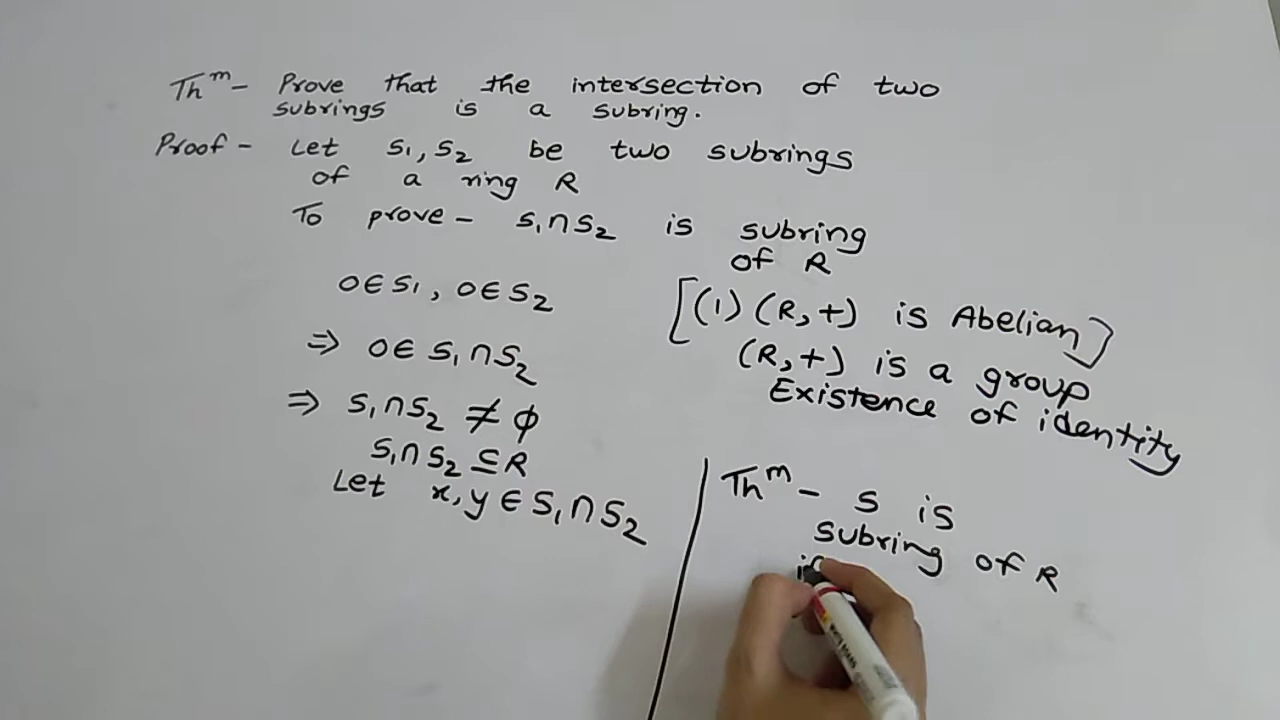 Thᵐ- Prove that the intersection of two
subrings is a subring.
Proof - Let S₁, S₂ be two subrings
of a ring R
To prove - S₁∩S₂ is subring
of R
0∈S₁, 0∈S₂
⇒ 0∈ S₁∩S₂
⇒ S₁∩S₂ ≠ ϕ
S₁∩S₂ ⊆R
Let x,y ∈ S₁∩S₂
[(1) (R,+) is Abelian]
(R,+) is a group
Existence of identity
Thᵐ- S is
subring of R